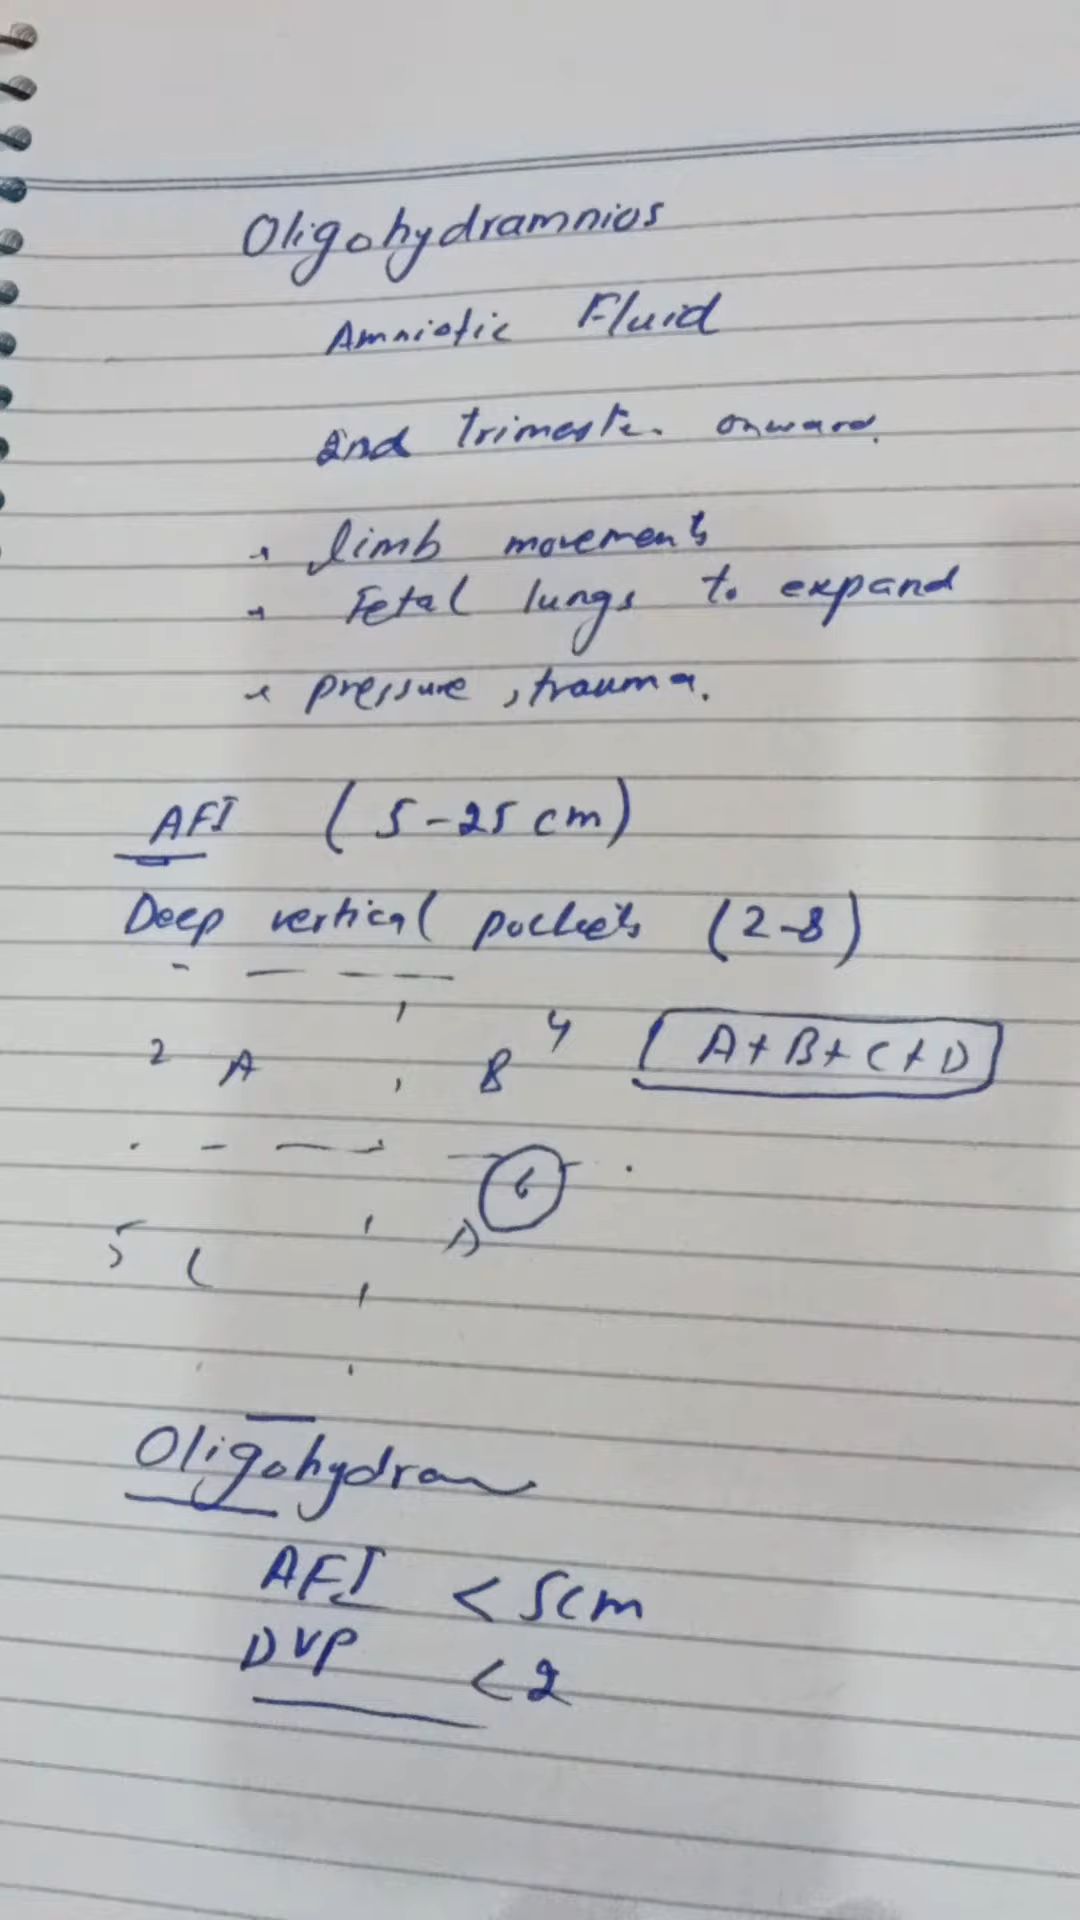 Oligohydramnios
Amniotic Fluid
2nd trimester onward.
limb movements
Fetal lungs to expand
pressure, trauma.
AFI (5-25 cm)
Deep vertical pockets (2-8)
2 A B 4 A+B+C+D
6
5 C D
Oligohydram
AFI < 5cm
DVP < 2